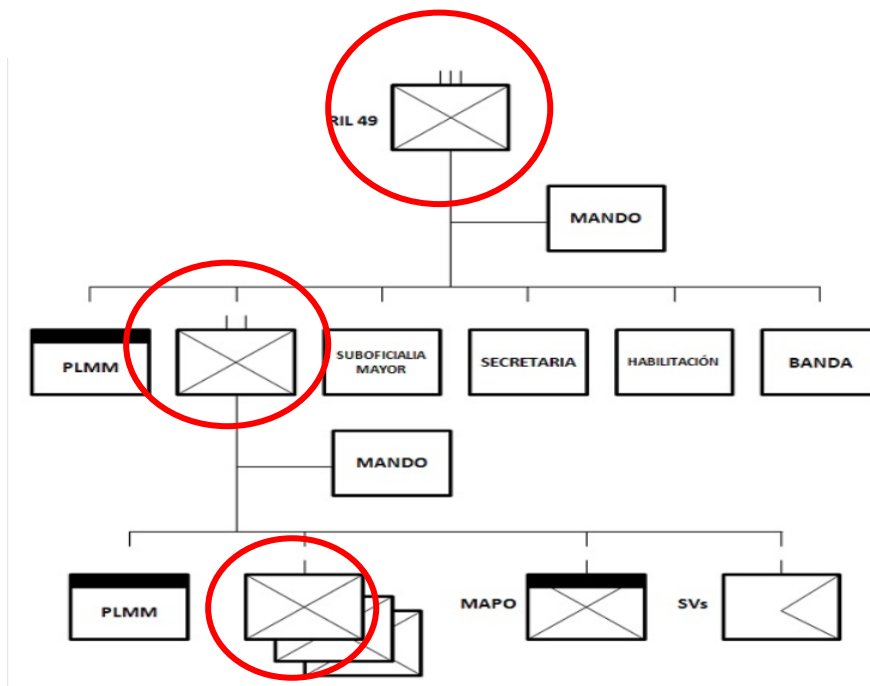 RIL 49
MANDO
PLMM
SUBOFICIALIA
MAYOR
SECRETARIA
HABILITACIÓN
BANDA
MANDO
PLMM
MAPO
SVs